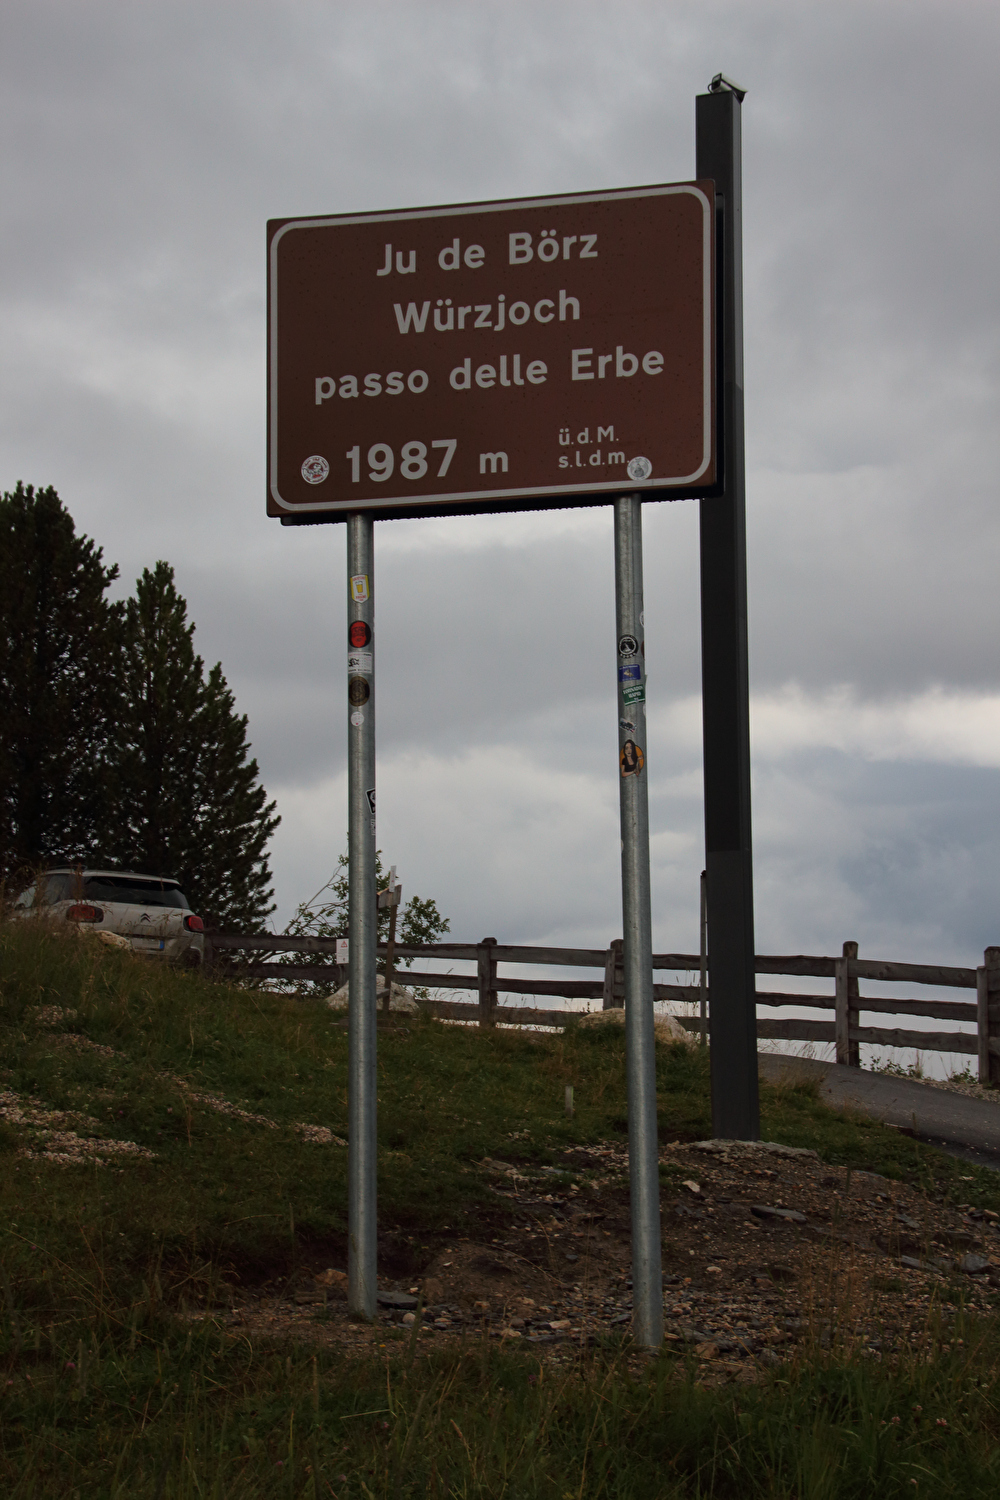 Ju de Börz
Würzjoch
passo delle Erbe
1987 m
ü.d.M.
s.l.d.m.